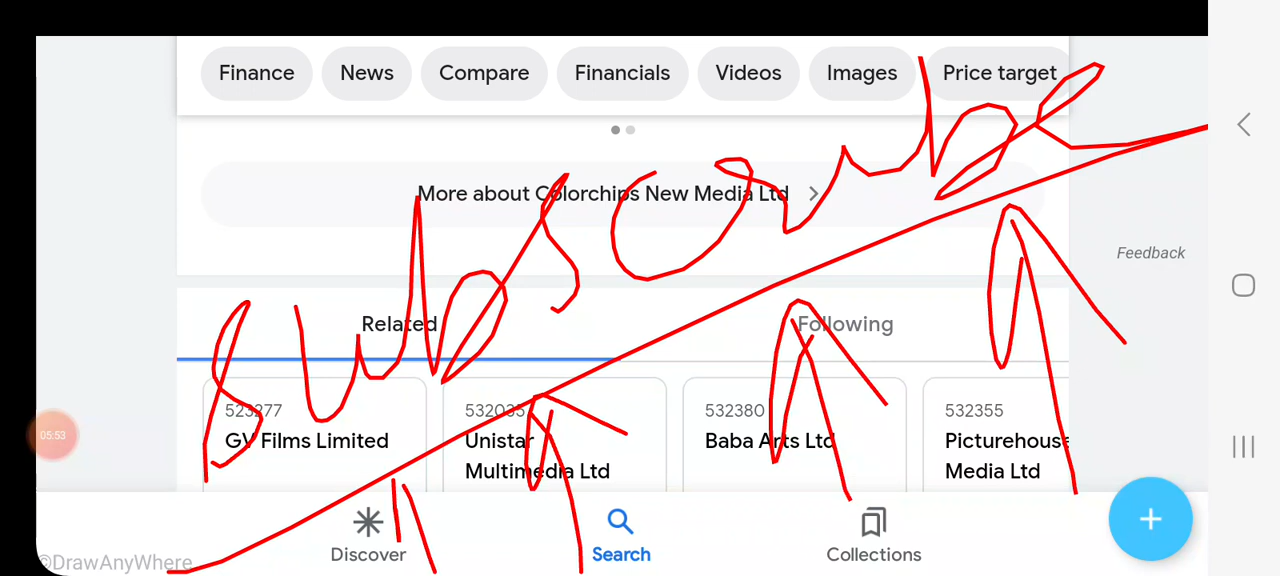 Finance News Compare Financials Videos Images Price target
More about Colorchips New Media Ltd
Subscribe
Feedback
Related Following
523277 532035 532380 532355
GV Films Limited Unistar Baba Arts Ltd Picturehouse
Multimedia Ltd Media Ltd
05:53
Discover Search Collections
©DrawAnyWhere